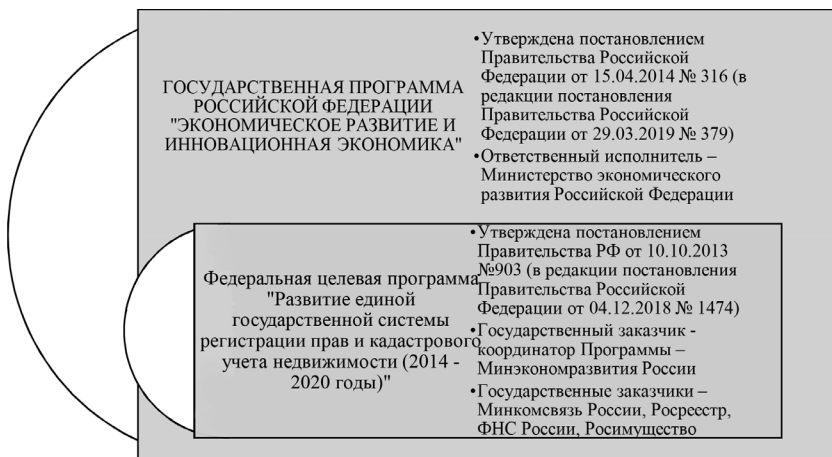 ГОСУДАРСТВЕННАЯ ПРОГРАММА
РОССИЙСКОЙ ФЕДЕРАЦИИ
"ЭКОНОМИЧЕСКОЕ РАЗВИТИЕ И
ИННОВАЦИОННАЯ ЭКОНОМИКА"
•Утверждена постановлением
Правительства Российской
Федерации от 15.04.2014 № 316 (в
редакции постановления
Правительства Российской
Федерации от 29.03.2019 № 379)
•Ответственный исполнитель –
Министерство экономического
развития Российской Федерации
Федеральная целевая программа
"Развитие единой
государственной системы
регистрации прав и кадастрового
учета недвижимости (2014 -
2020 годы)"
•Утверждена постановлением
Правительства РФ от 10.10.2013
№903 (в редакции постановления
Правительства Российской
Федерации от 04.12.2018 № 1474)
•Государственный заказчик -
координатор Программы –
Минэкономразвития России
•Государственные заказчики –
Минкомсвязь России, Росреестр,
ФНС России, Росимущество